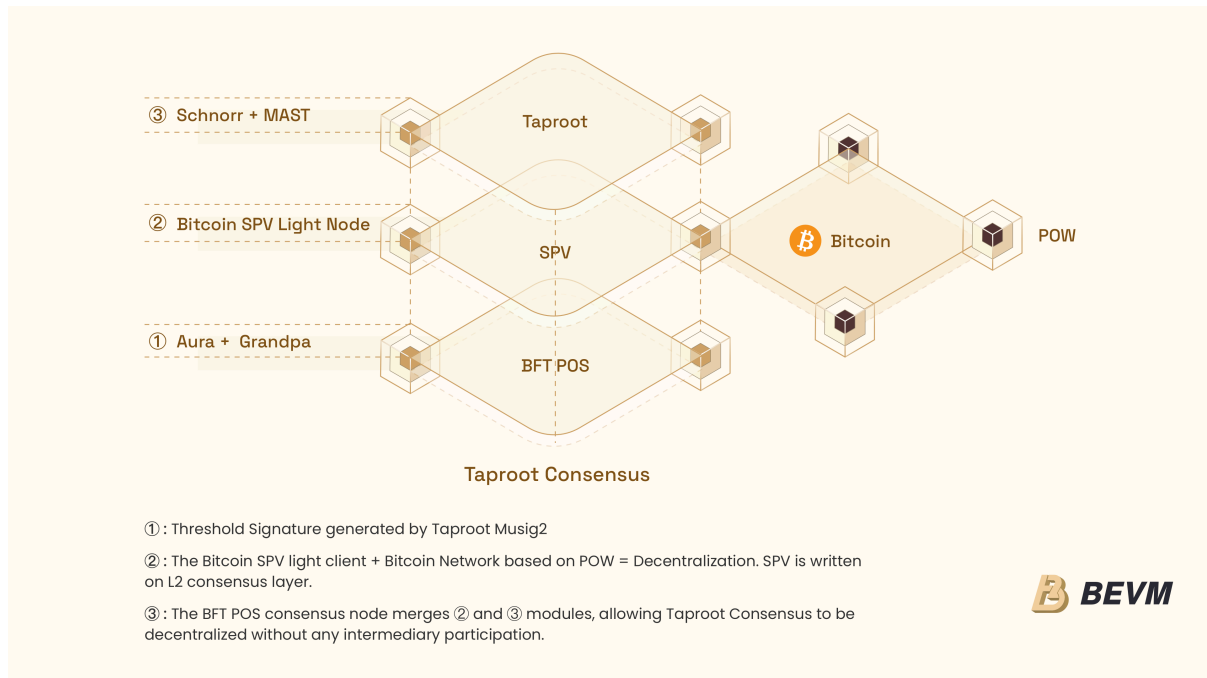 ③ Schnorr + MAST
Taproot
② Bitcoin SPV Light Node
SPV
Bitcoin
POW
① Aura + Grandpa
BFT POS
Taproot Consensus
① : Threshold Signature generated by Taproot Musig2
② : The Bitcoin SPV light client + Bitcoin Network based on POW = Decentralization. SPV is written
on L2 consensus layer.
③ : The BFT POS consensus node merges ② and ③ modules, allowing Taproot Consensus to be
decentralized without any intermediary participation.
BEVM